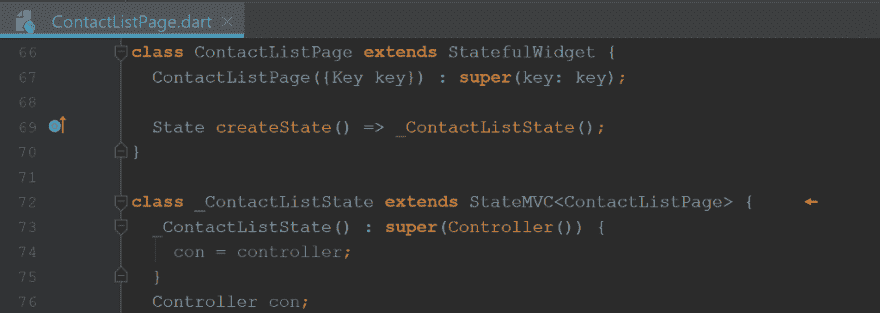 ContactListPage.dart ×
66 class ContactListPage extends StatefulWidget {
67 ContactListPage({Key key}) : super(key: key);
68
69 State createState() => _ContactListState();
70 }
71
72 class _ContactListState extends StateMVC<ContactListPage> { ←
73 _ContactListState() : super(Controller()) {
74 con = controller;
75 }
76 Controller con;